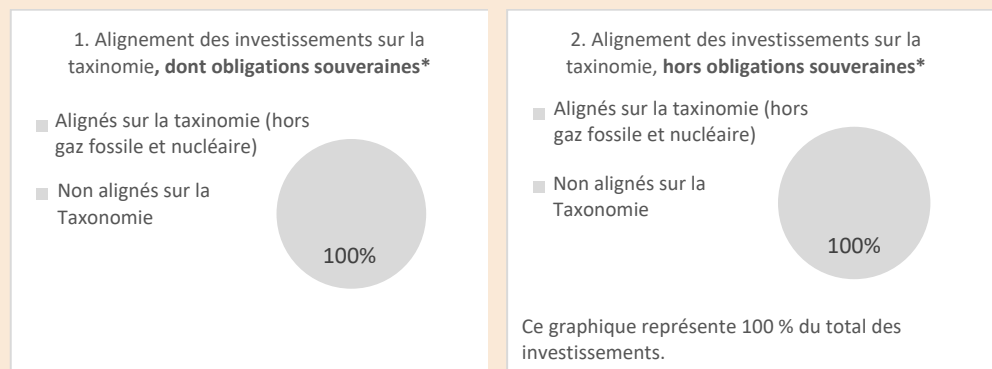 1. Alignement des investissements sur la
taxinomie, dont obligations souveraines*
Alignés sur la taxinomie (hors
gaz fossile et nucléaire)
Non alignés sur la
Taxonomie
100%
2. Alignement des investissements sur la
taxinomie, hors obligations souveraines*
Alignés sur la taxinomie (hors
gaz fossile et nucléaire)
Non alignés sur la
Taxonomie
100%
Ce graphique représente 100 % du total des
investissements.